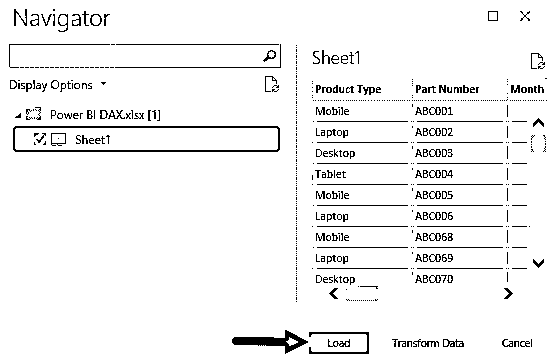 Navigator
Display Options
Power BI DAX.xlsx [1]
Sheet1
Sheet1
Product Type Part Number Month
Mobile ABC001
Laptop ABC002
Desktop ABC003
Tablet ABC004
Mobile ABC005
Laptop ABC006
Mobile ABC068
Laptop ABC069
Desktop ABC070
Load Transform Data Cancel